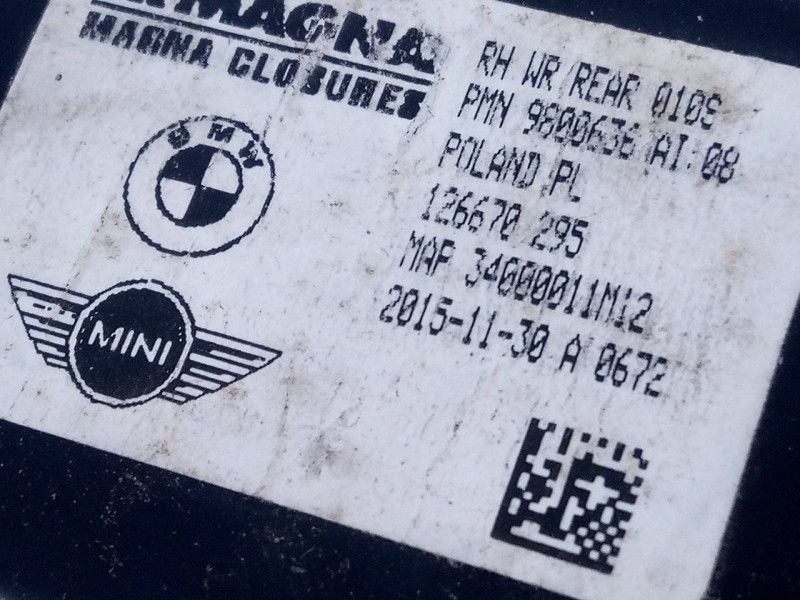 MAGNA
MAGNA CLOSURES
BMW
MINI
RH WR/REAR 0109
PMN 9800636 AI:08
POLAND PL
126670 295
MAP 34000011M12
2015-11-30 A 0672